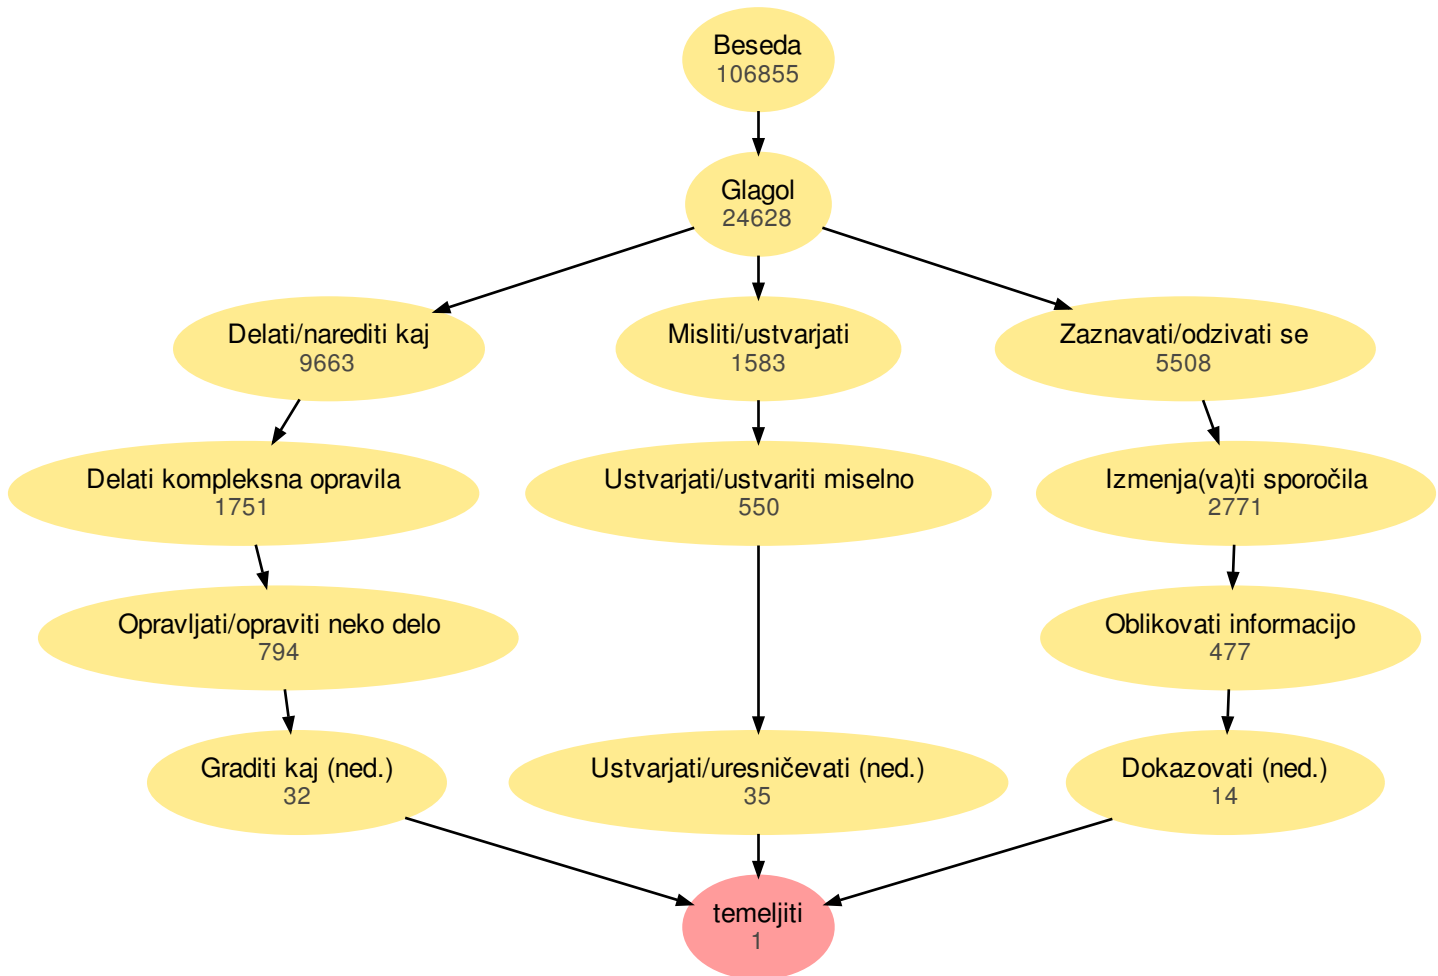 Beseda
106855
Glagol
24628
Delati/narediti kaj
9663
Misliti/ustvarjati
1583
Zaznavati/odzivati se
5508
Delati kompleksna opravila
1751
Ustvarjati/ustvariti miselno
550
Izmenja(va)ti sporočila
2771
Opravljati/opraviti neko delo
794
Oblikovati informacijo
477
Graditi kaj (ned.)
32
Ustvarjati/uresničevati (ned.)
35
Dokazovati (ned.)
14
temeljiti
1